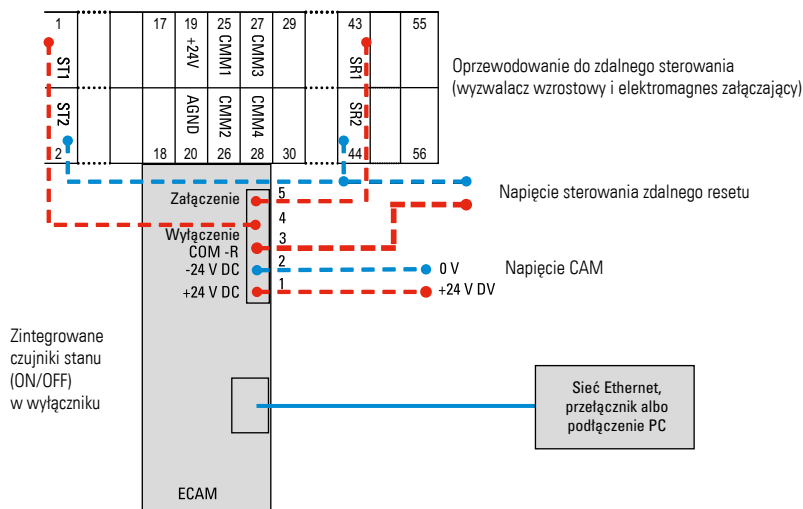 1 17 19 25 27 29 43 55
ST1 +24V CMM1 CMM3 SR1
ST2 AGND CMM2 CMM4 SR2
2 18 20 26 28 30 44 56
Oprzewodowanie do zdalnego sterowania
(wyzwalacz wzrostowy i elektromagnes załączający)
Załączenie 5
4
Wyłączenie
COM -R 3
-24 V DC 2
+24 V DC 1
Napięcie sterowania zdalnego resetu
0 V
+24 V DV
Napięcie CAM
Zintegrowane
czujniki stanu
(ON/OFF)
w wyłączniku
Sieć Ethernet,
przełącznik albo
podłączenie PC
ECAM